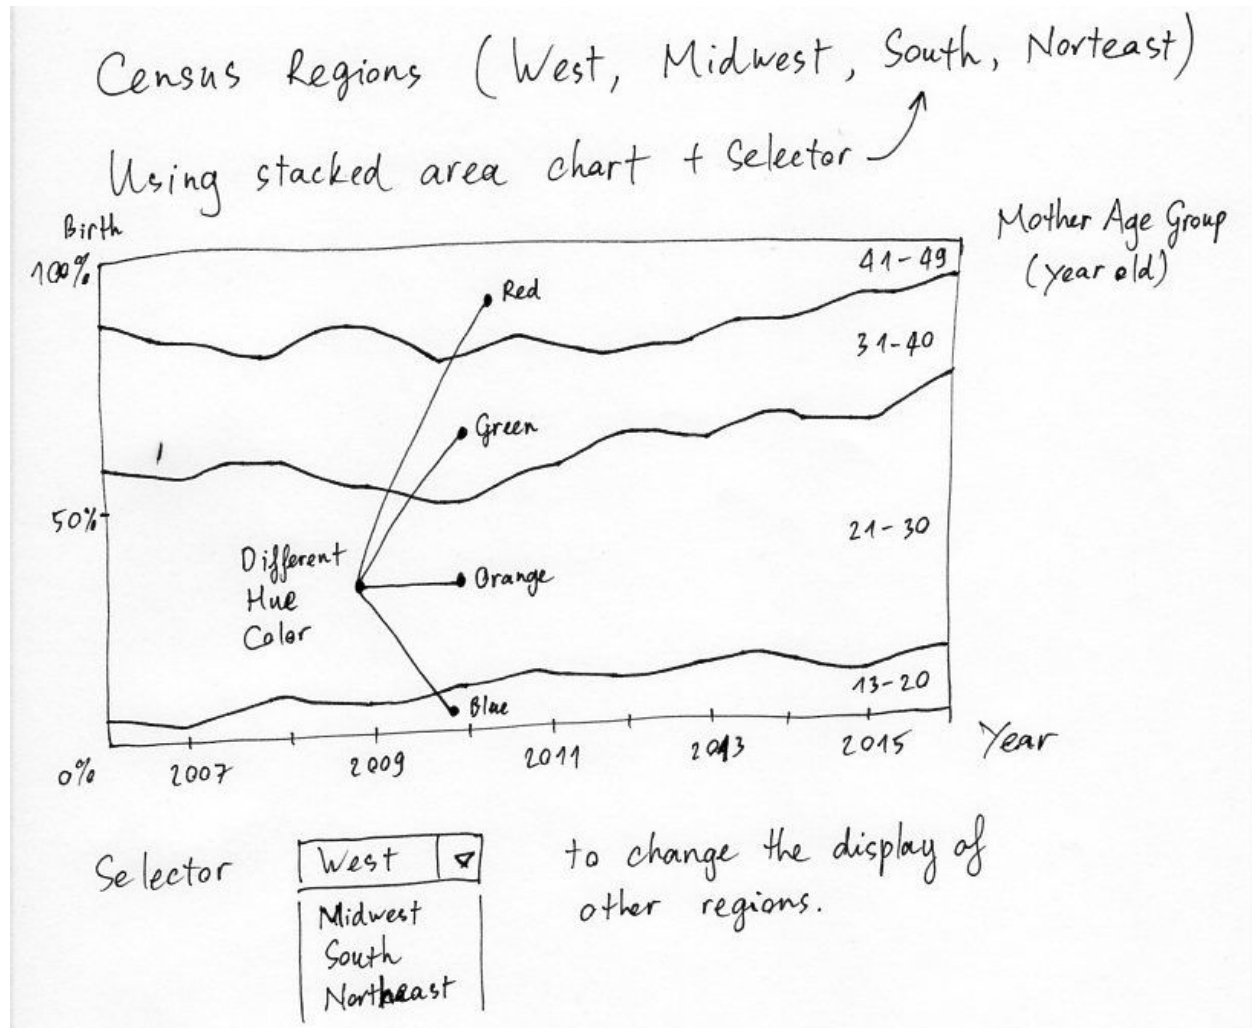 Census Regions (West, Midwest, South, Norteast)
Using stacked area chart + Selector
Birth
Mother Age Group
(year old)
100%
41-49
Red
31-40
Green
50%
21-30
Different
Hue
Color
Orange
13-20
Blue
0%
2007
2009
2011
2013
2015
Year
Selector
West
to change the display of
other regions.
Midwest
South
Northeast